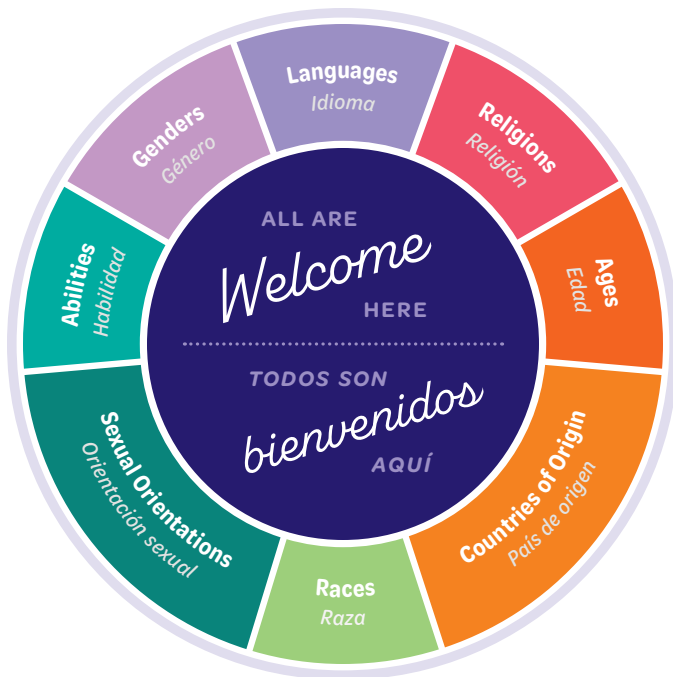 Languages
Idioma
Religions
Religión
Ages
Edad
Countries of Origin
País de origen
Races
Raza
Sexual Orientations
Orientación sexual
Abilities
Habilidad
Genders
Género
ALL ARE
Welcome
HERE
TODOS SON
bienvenidos
AQUÍ